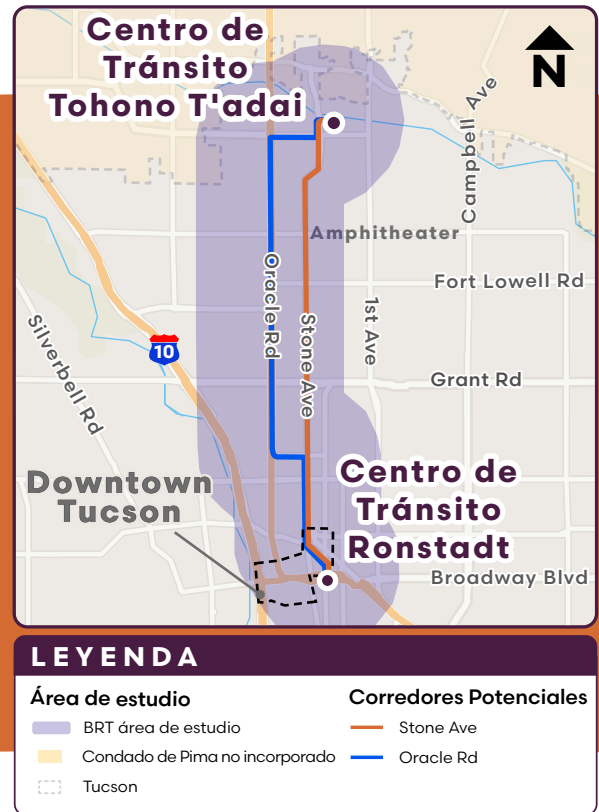 Centro de
Tránsito
Tohono T'adai
N
Campbell Ave
Amphitheater
Oracle Rd
Fort Lowell Rd
Stone Ave
1st Ave
10
Silverbell Rd
Grant Rd
Downtown
Tucson
Centro de
Tránsito
Ronstadt
Broadway Blvd
LEYENDA
Área de estudio
BRT área de estudio
Condado de Pima no incorporado
Tucson
Corredores Potenciales
Stone Ave
Oracle Rd